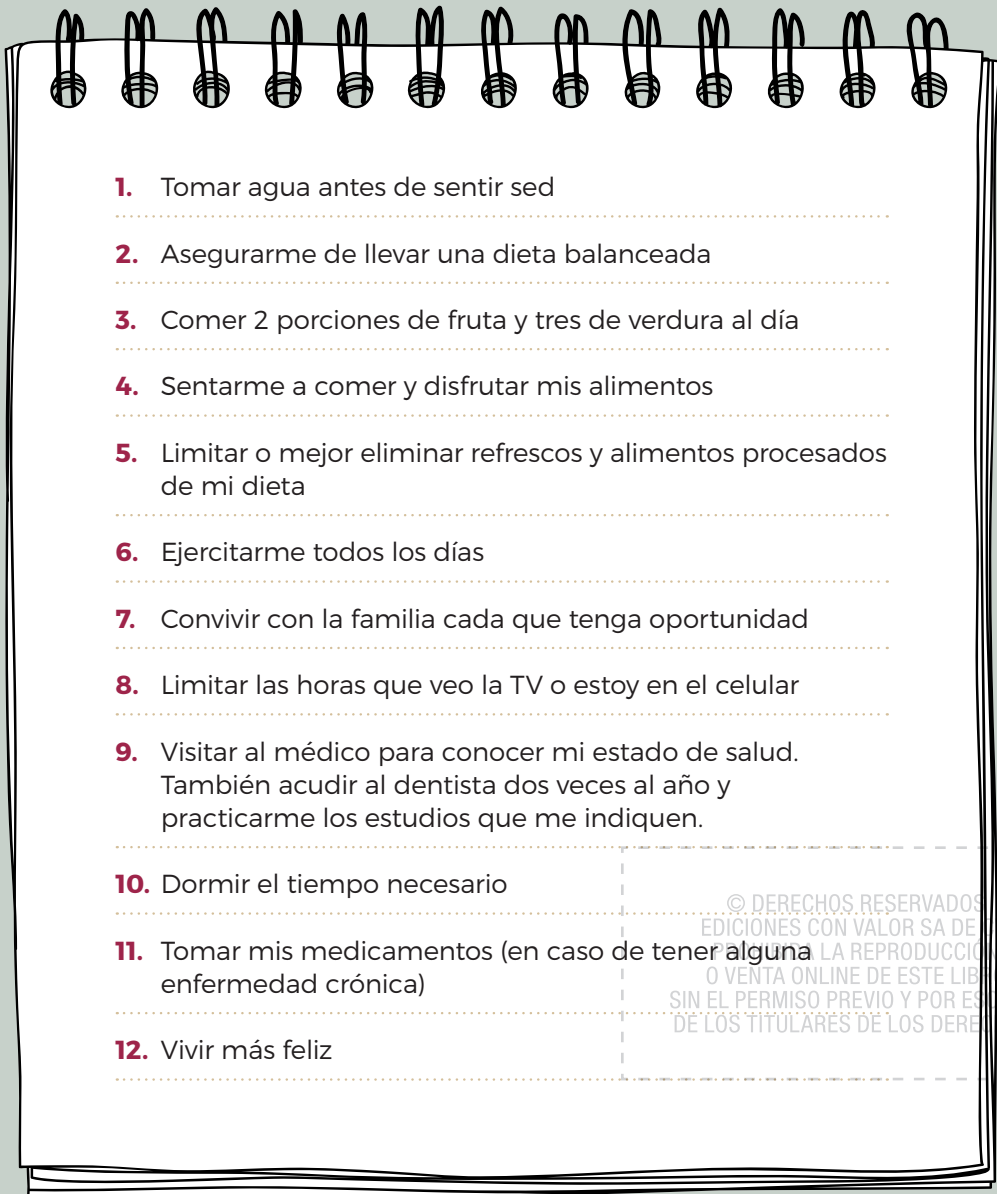 1. Tomar agua antes de sentir sed
2. Asegurarme de llevar una dieta balanceada
3. Comer 2 porciones de fruta y tres de verdura al día
4. Sentarme a comer y disfrutar mis alimentos
5. Limitar o mejor eliminar refrescos y alimentos procesados
de mi dieta
6. Ejercitarme todos los días
7. Convivir con la familia cada que tenga oportunidad
8. Limitar las horas que veo la TV o estoy en el celular
9. Visitar al médico para conocer mi estado de salud.
También acudir al dentista dos veces al año y
practicarme los estudios que me indiquen.
10. Dormir el tiempo necesario
11. Tomar mis medicamentos (en caso de tener alguna
enfermedad crónica)
12. Vivir más feliz
© DERECHOS RESERVADOS
EDICIONES CON VALOR SA DE
PROHIBIDA LA REPRODUCCIÓN
O VENTA ONLINE DE ESTE
SIN EL PERMISO PREVIO Y POR
DE LOS TITULARES DE LOS